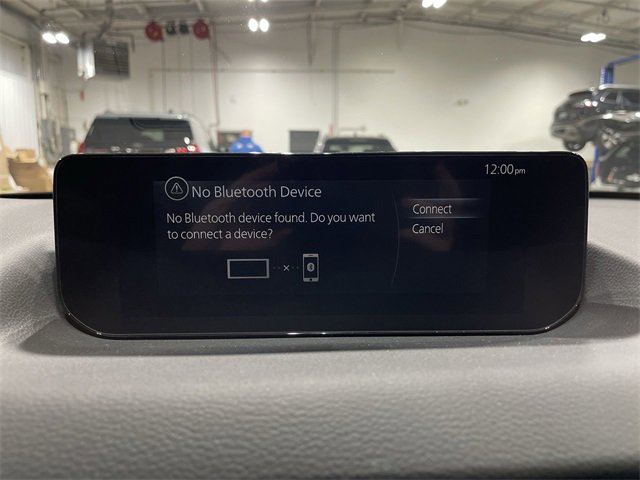 12:00pm
No Bluetooth Device
No Bluetooth device found. Do you want
to connect a device?
Connect
Cancel